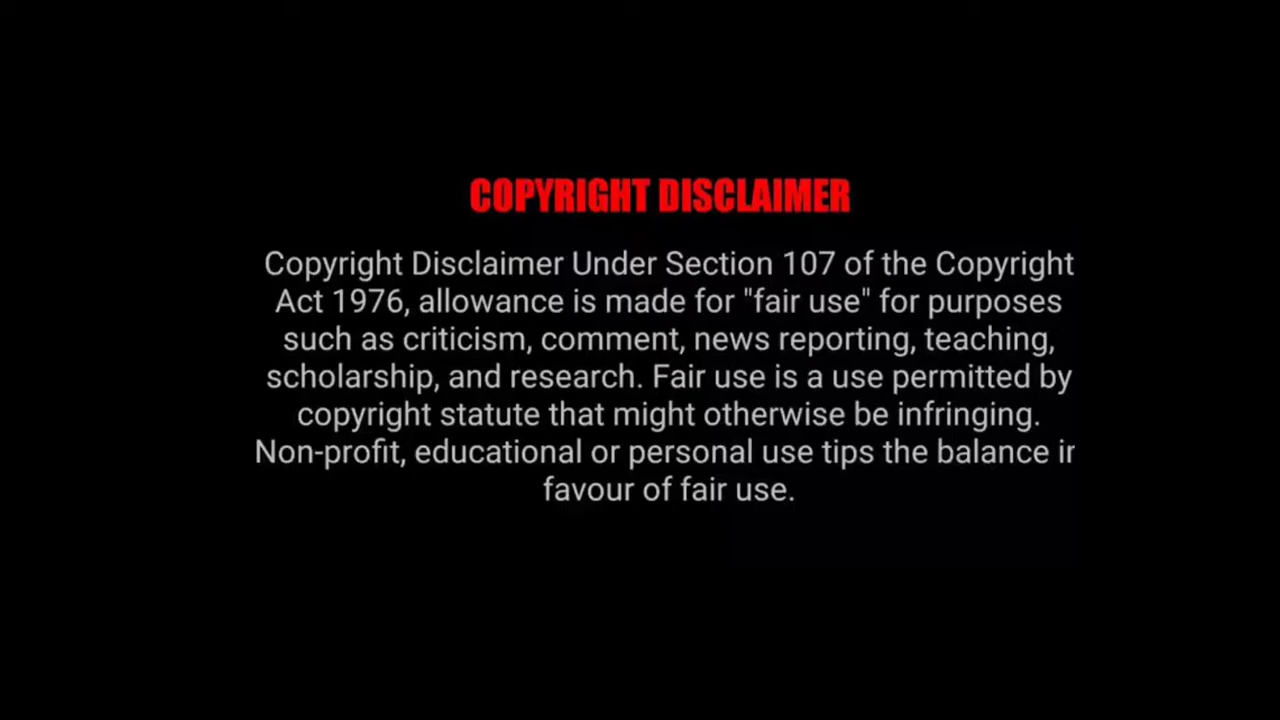 COPYRIGHT DISCLAIMER
Copyright Disclaimer Under Section 107 of the Copyright
Act 1976, allowance is made for "fair use" for purposes
such as criticism, comment, news reporting, teaching,
scholarship, and research. Fair use is a use permitted by
copyright statute that might otherwise be infringing.
Non-profit, educational or personal use tips the balance in
favour of fair use.